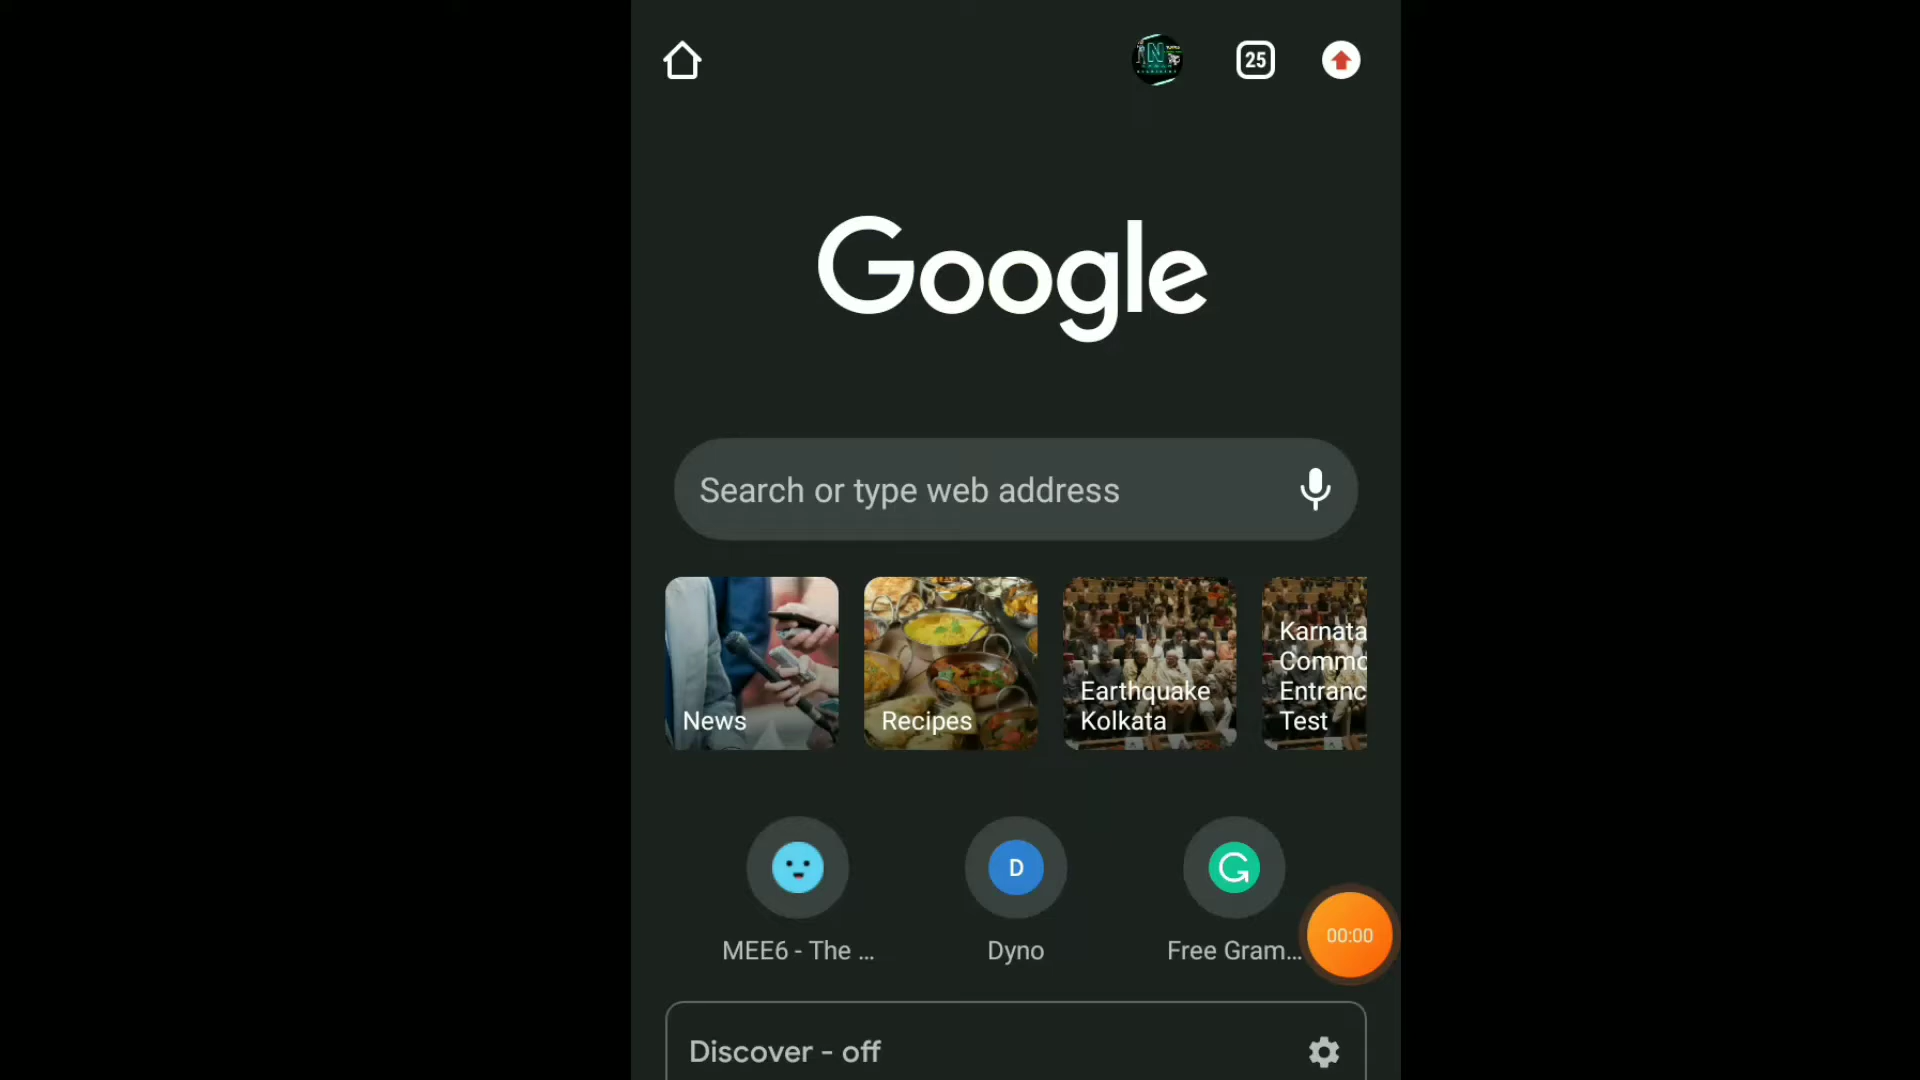 25
Google
Search or type web address
News
Recipes
Earthquake
Kolkata
Karnata
Commo
Entranc
Test
D
MEE6 - The ...
Dyno
Free Gram...
00:00
Discover - off